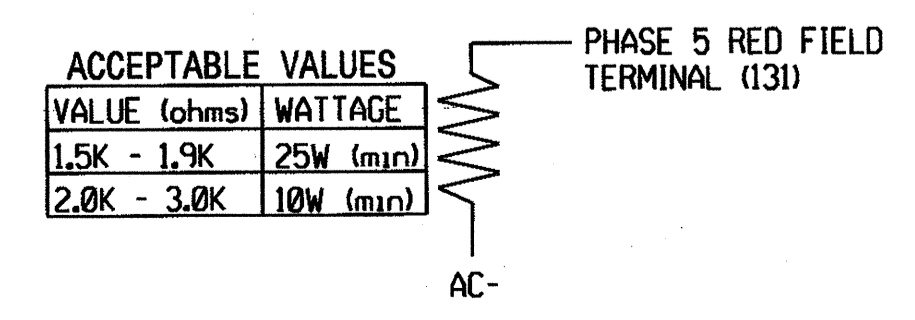 PHASE 5 RED FIELD
TERMINAL (131)
ACCEPTABLE VALUES
VALUE (ohms) WATTAGE
1.5K - 1.9K 25W (min)
2.0K - 3.0K 10W (min)
AC-